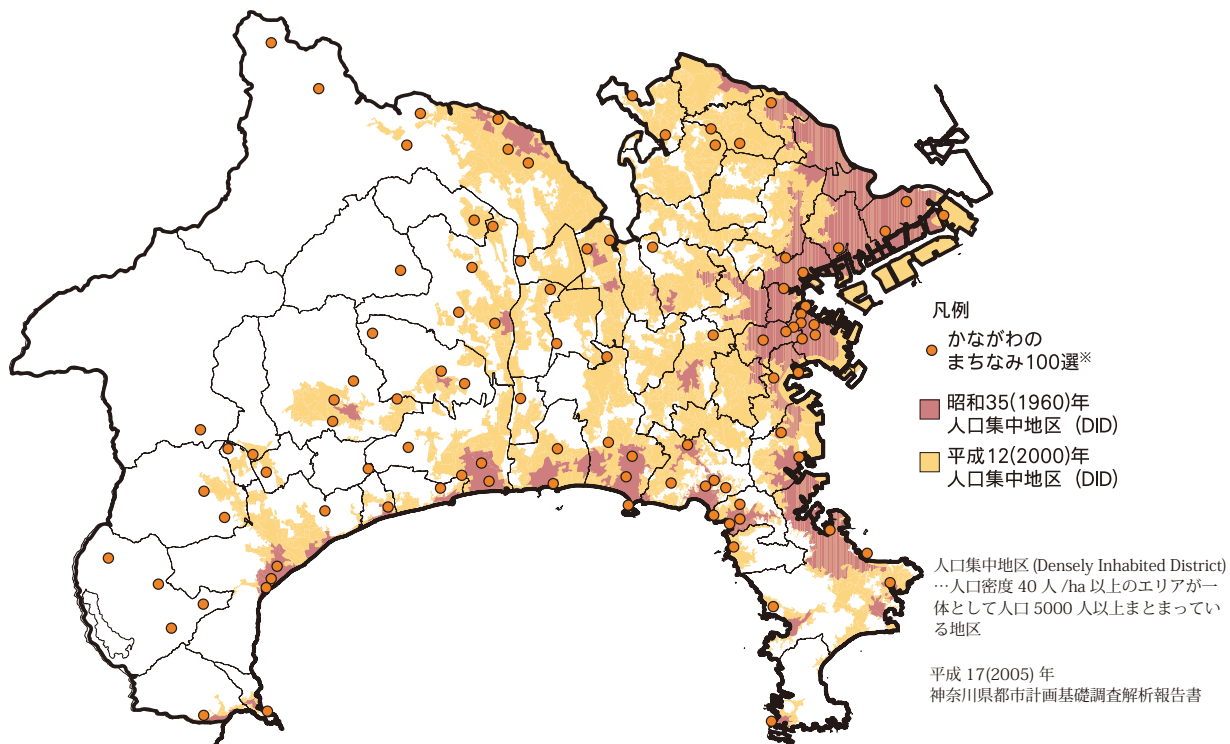 凡例
かながわの
まちなみ100選※
昭和35(1960)年
人口集中地区 (DID)
平成12(2000)年
人口集中地区 (DID)
人口集中地区 (Densely Inhabited District)
…人口密度 40 人 /ha 以上のエリアが一
体として人口 5000 人以上まとまってい
る地区
平成 17(2005) 年
神奈川県都市計画基礎調査解析報告書